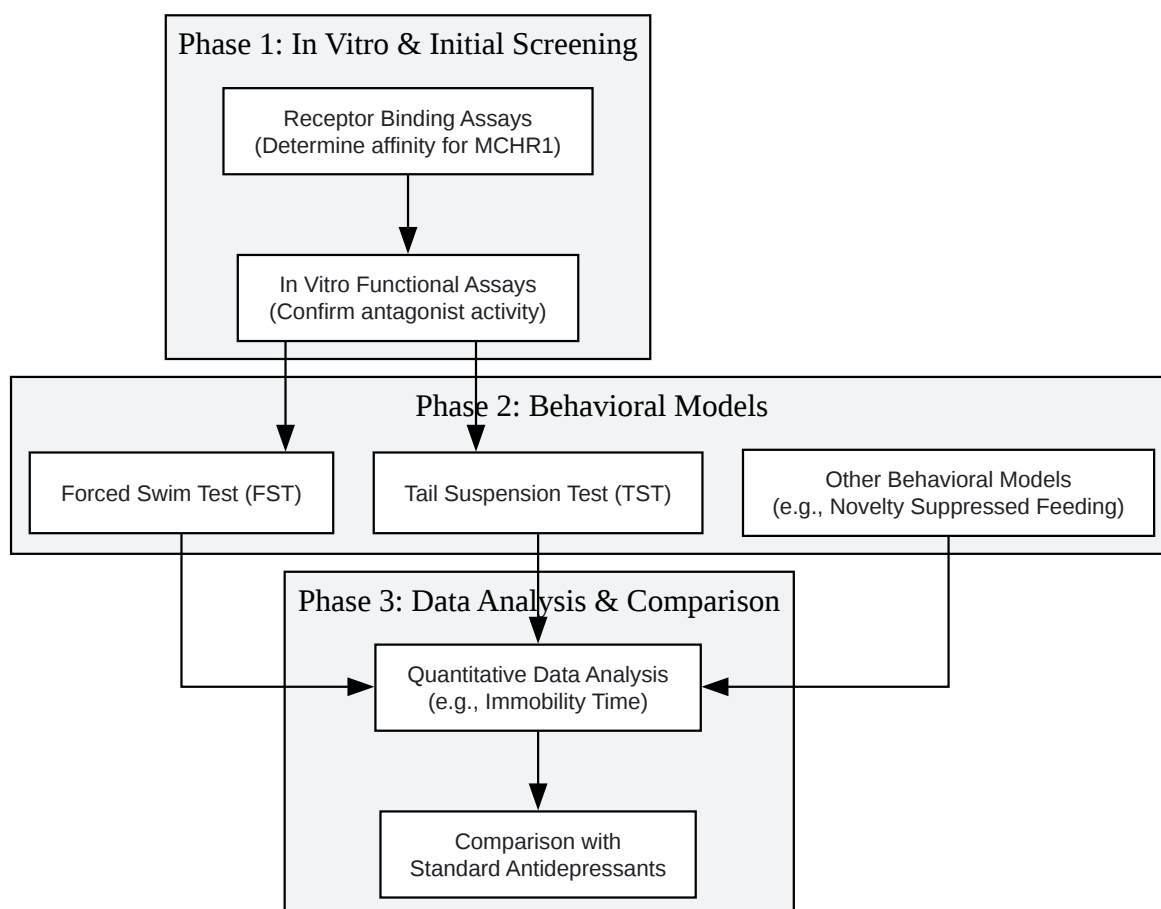 Phase 1: In Vitro & Initial Screening
Receptor Binding Assays
(Determine affinity for MCHR1)
In Vitro Functional Assays
(Confirm antagonist activity)
Phase 2: Behavioral Models
Forced Swim Test (FST)
Tail Suspension Test (TST)
Other Behavioral Models
(e.g., Novelty Suppressed Feeding)
Phase 3: Data Analysis & Comparison
Quantitative Data Analysis
(e.g., Immobility Time)
Comparison with
Standard Antidepressants